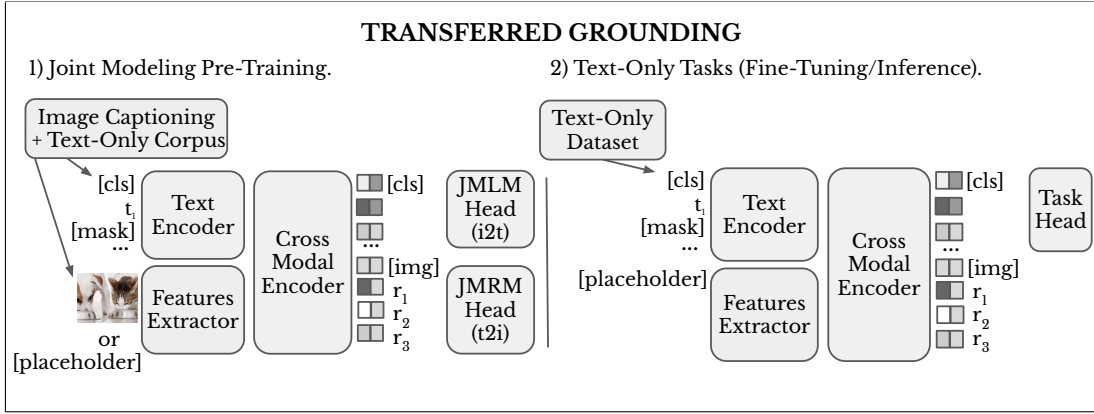 TRANSFERRED GROUNDING
1) Joint Modeling Pre-Training.
Image Captioning
+ Text-Only Corpus
[cls]
t1
[mask]
...
or
[placeholder]
Text
Encoder
Features
Extractor
Cross
Modal
Encoder
[cls]
...
[img]
r1
r2
r3
JMLM
Head
(i2t)
JMRM
Head
(t2i)
2) Text-Only Tasks (Fine-Tuning/Inference).
Text-Only
Dataset
[cls]
t1
[mask]
...
[placeholder]
Text
Encoder
Features
Extractor
Cross
Modal
Encoder
[cls]
...
[img]
r1
r2
r3
Task
Head